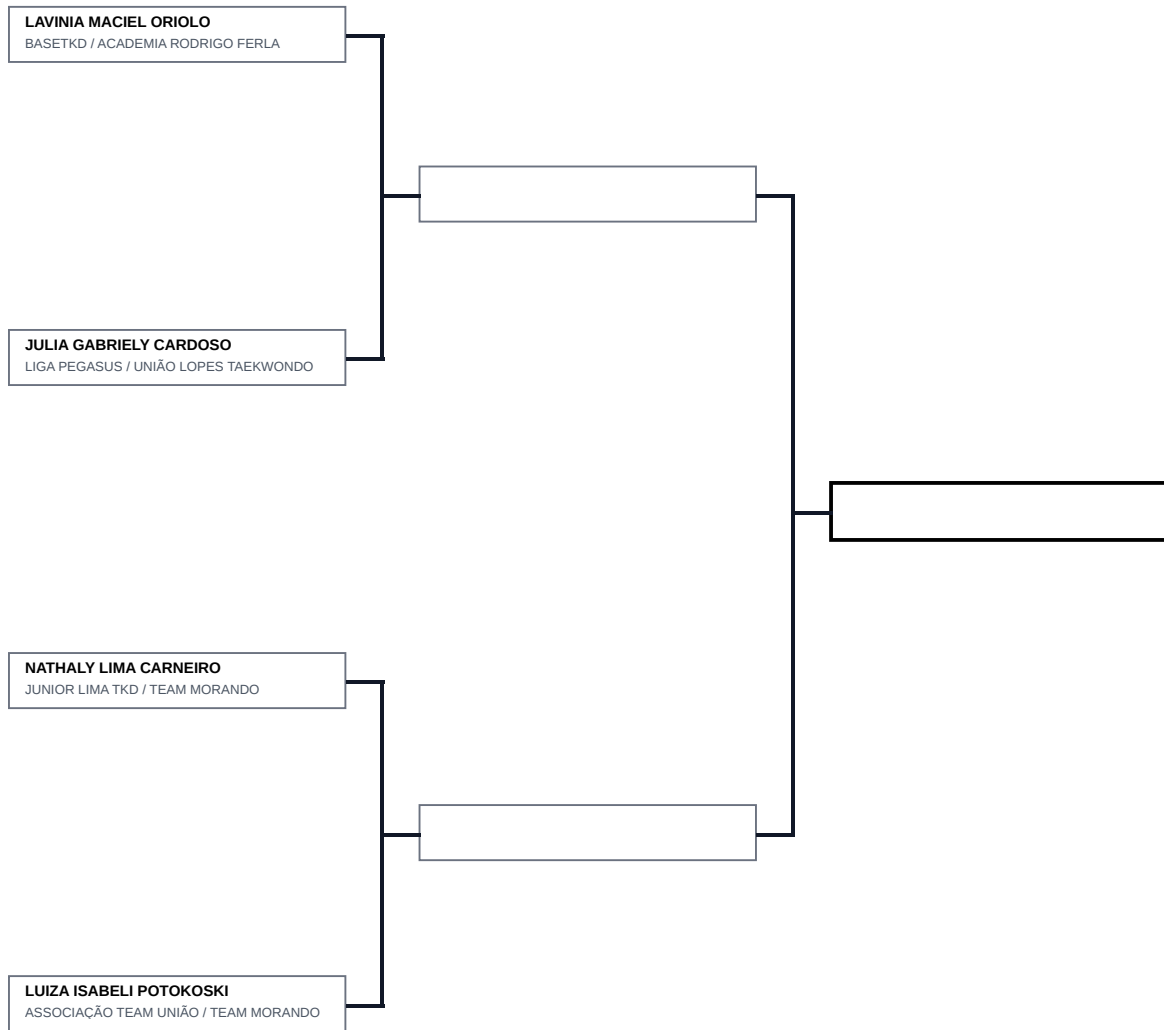 LAVINIA MACIEL ORIOLO
BASETKD / ACADEMIA RODRIGO FERLA
JULIA GABRIELY CARDOSO
LIGA PEGASUS / UNIÃO LOPES TAEKWONDO
NATHALY LIMA CARNEIRO
JUNIOR LIMA TKD / TEAM MORANDO
LUIZA ISABELI POTOKOSKI
ASSOCIAÇÃO TEAM UNIÃO / TEAM MORANDO